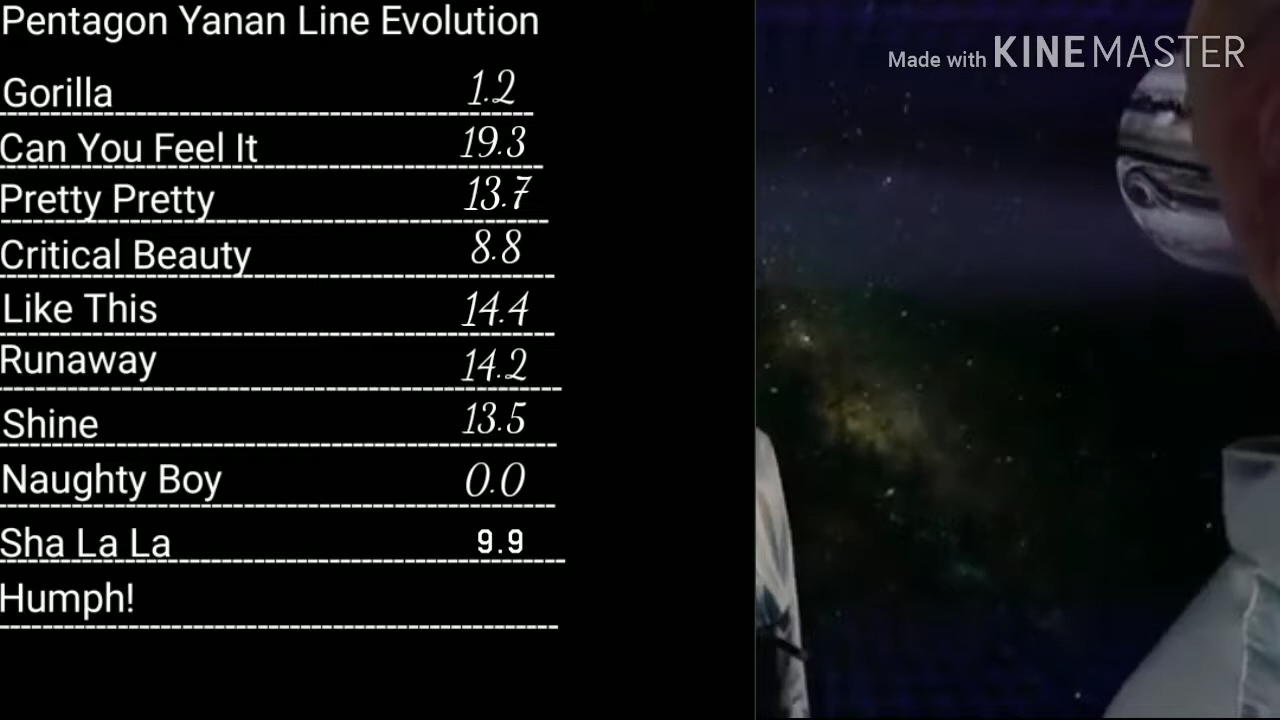 Pentagon Yanan Line Evolution
Made with KINEMASTER
Gorilla 1.2
Can You Feel It 19.3
Pretty Pretty 13.7
Critical Beauty 8.8
Like This 14.4
Runaway 14.2
Shine 13.5
Naughty Boy 0.0
Sha La La 9.9
Humph!